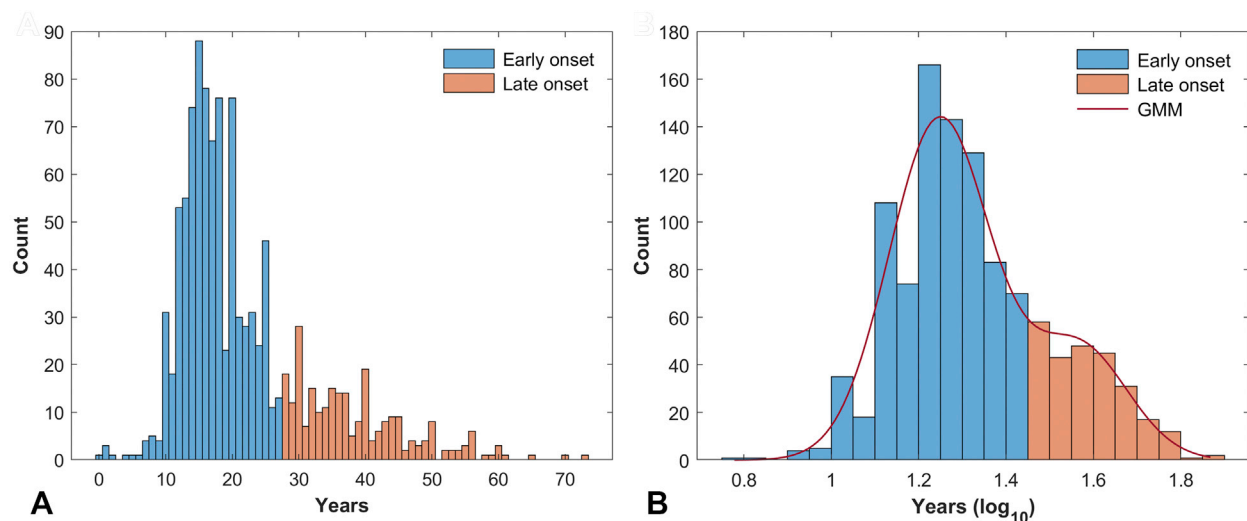 A
90
80
70
60
50
40
30
20
10
0
Count
0 10 20 30 40 50 60 70
Years
Early onset
Late onset
A
B
180
160
140
120
100
80
60
40
20
0
Count
0.8 1 1.2 1.4 1.6 1.8
Years (log10)
Early onset
Late onset
GMM
B